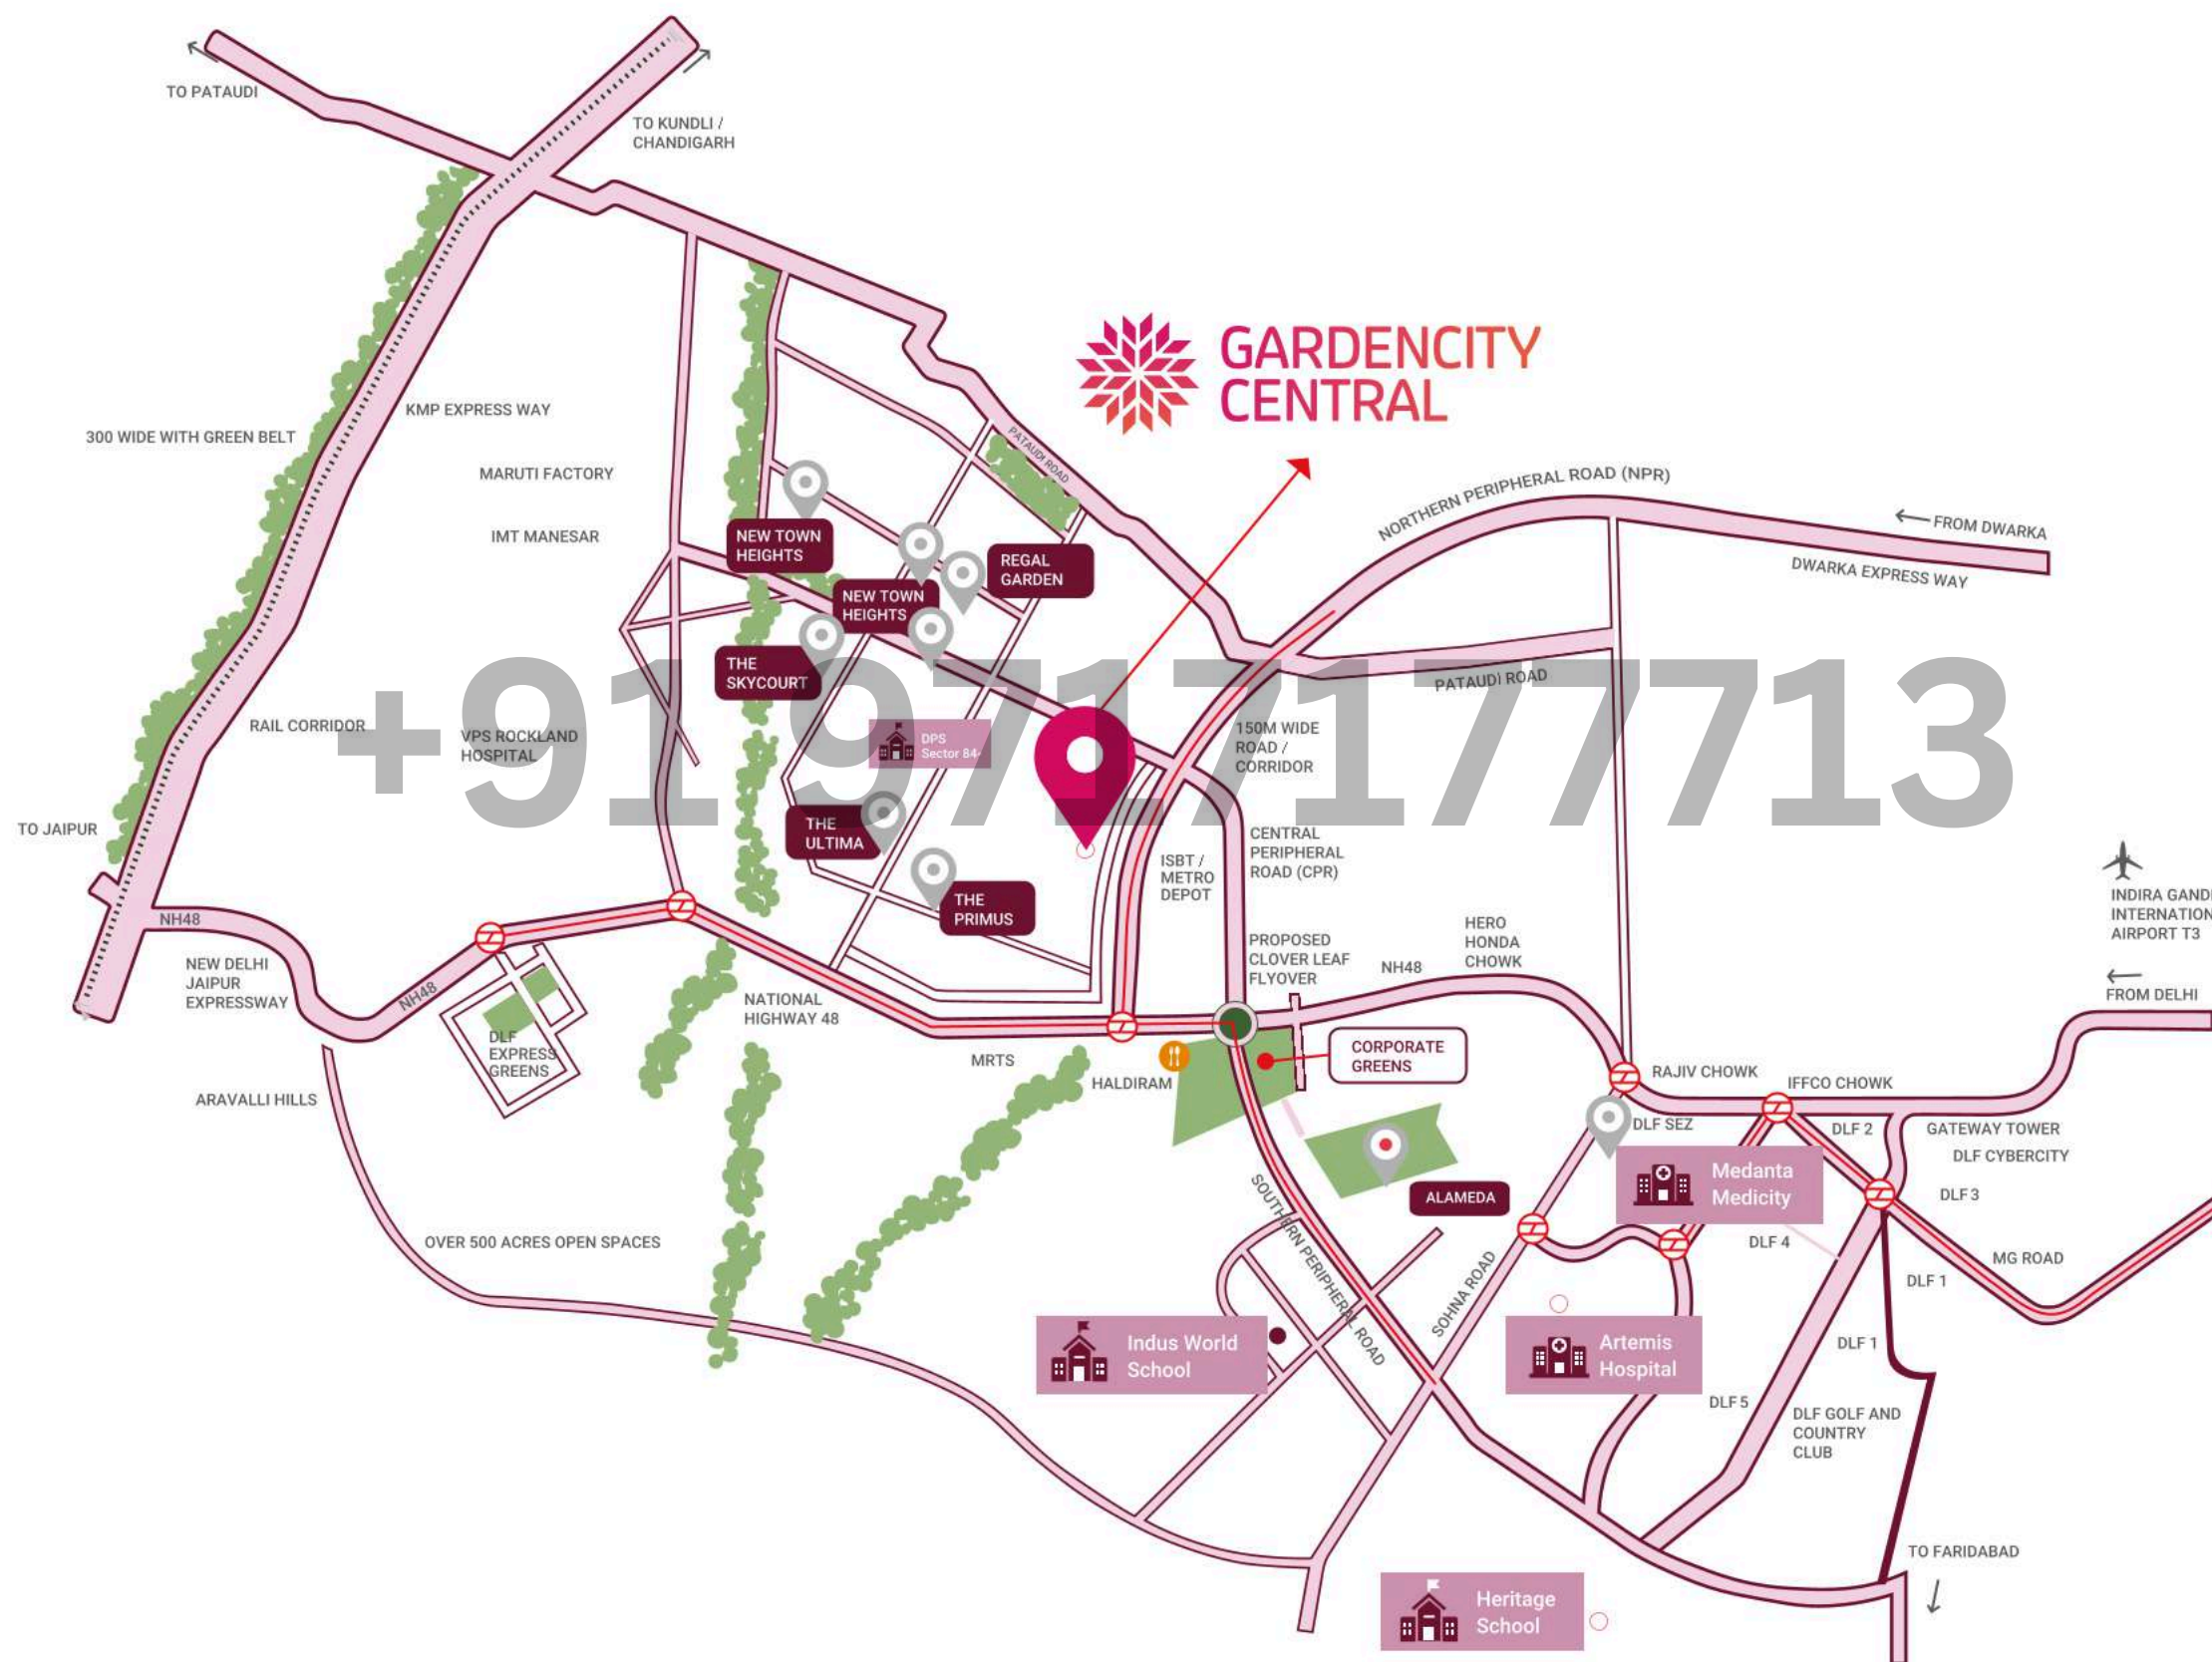 TO PATAUDI
TO KUNDLI /
CHANDIGARH
GARDENCITY
CENTRAL
KMP EXPRESS WAY
300 WIDE WITH GREEN BELT
MARUTI FACTORY
IMT MANESAR
PATAUDI ROAD
NORTHERN PERIPHERAL ROAD (NPR)
FROM DWARKA
DWARKA EXPRESS WAY
NEW TOWN
HEIGHTS
REGAL
GARDEN
NEW TOWN
HEIGHTS
THE
SKYCOURT
PATAUDI ROAD
+91 9717177713
RAIL CORRIDOR
VPS ROCKLAND
HOSPITAL
DPS
Sector 84
150M WIDE
ROAD /
CORRIDOR
TO JAIPUR
THE
ULTIMA
CENTRAL
PERIPHERAL
ROAD (CPR)
ISBT /
METRO
DEPOT
THE
PRIMUS
INDIRA GAND
INTERNATION
AIRPORT T3
NH48
NEW DELHI
JAIPUR
EXPRESSWAY
NH48
NATIONAL
HIGHWAY 48
PROPOSED
CLOVER LEAF
FLYOVER
NH48
HERO
HONDA
CHOWK
FROM DELHI
DLF
EXPRESS
GREENS
MRTS
HALDIRAM
CORPORATE
GREENS
RAJIV CHOWK
IFFCO CHOWK
ARAVALLI HILLS
DLF SEZ
DLF 2
GATEWAY TOWER
DLF CYBERCITY
Medanta
Medicity
DLF 3
ALAMEDA
OVER 500 ACRES OPEN SPACES
SOUTHERN PERIPHERAL ROAD
SOHNA ROAD
DLF 4
MG ROAD
DLF 1
Indus World
School
Artemis
Hospital
DLF 1
DLF 5
DLF GOLF AND
COUNTRY
CLUB
TO FARIDABAD
Heritage
School